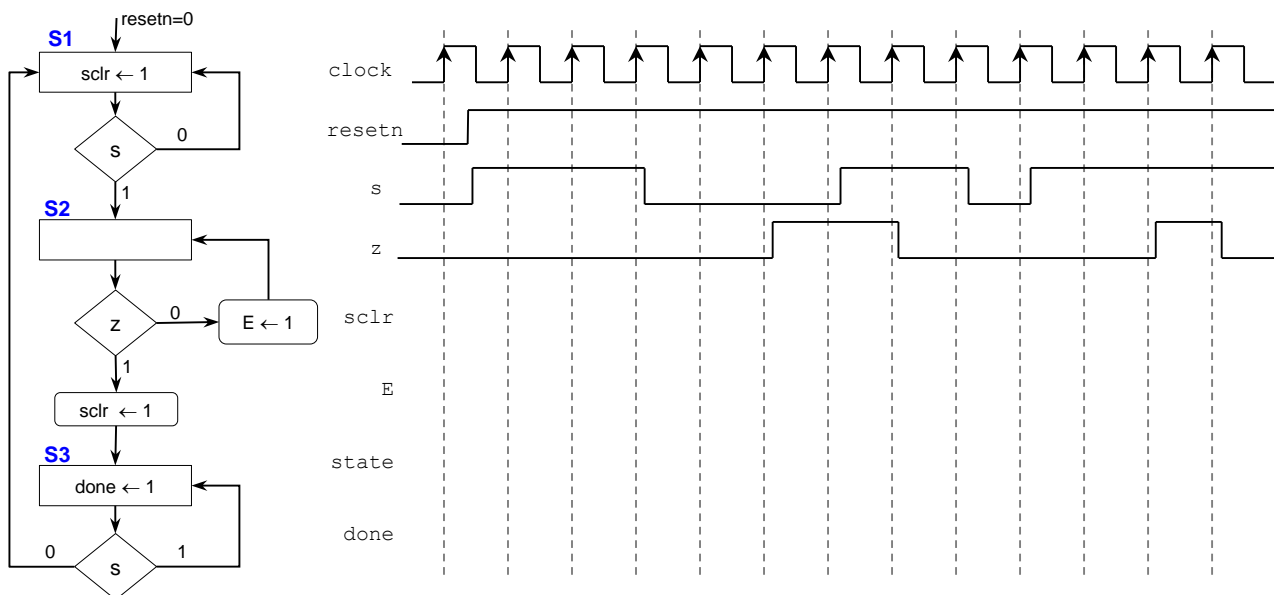 resetn=0
S1
sclr ← 1
s
0
1
S2
z
0
E ← 1
1
sclr ← 1
S3
done ← 1
0
s
1
clock
resetn
s
z
sclr
E
state
done